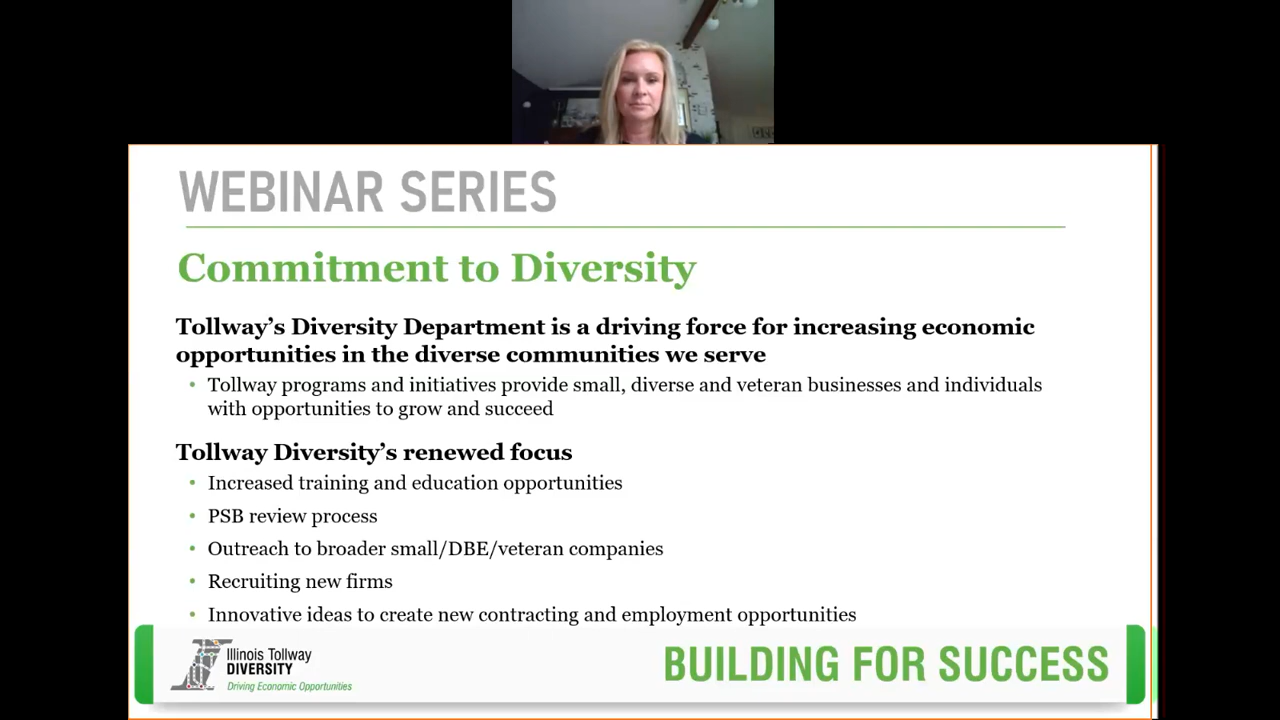 WEBINAR SERIES
Commitment to Diversity
Tollway’s Diversity Department is a driving force for increasing economic
opportunities in the diverse communities we serve
• Tollway programs and initiatives provide small, diverse and veteran businesses and individuals
with opportunities to grow and succeed
Tollway Diversity’s renewed focus
• Increased training and education opportunities
• PSB review process
• Outreach to broader small/DBE/veteran companies
• Recruiting new firms
• Innovative ideas to create new contracting and employment opportunities
Illinois Tollway
DIVERSITY
Driving Economic Opportunities
BUILDING FOR SUCCESS